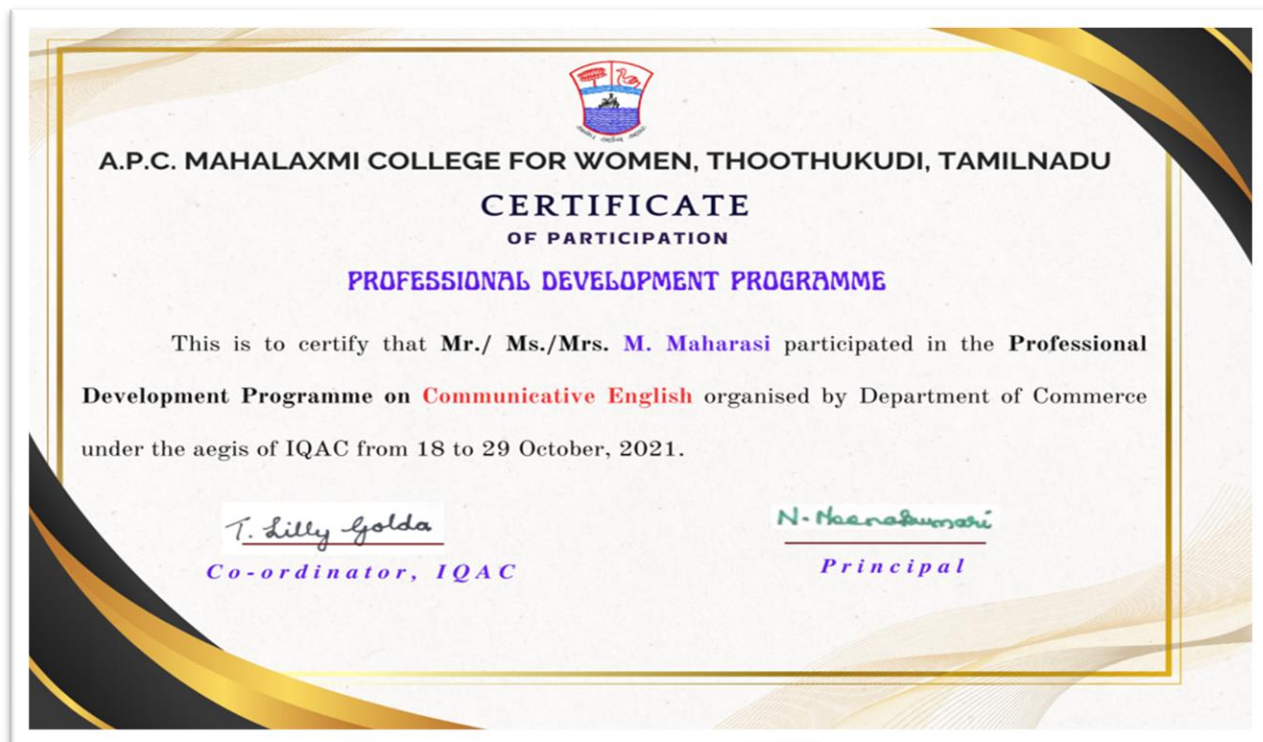 A.P.C. MAHALAXMI COLLEGE FOR WOMEN, THOOTHUKUDI, TAMILNADU
CERTIFICATE
OF PARTICIPATION
PROFESSIONAL DEVELOPMENT PROGRAMME
This is to certify that Mr./ Ms./Mrs. M. Maharasi participated in the Professional
Development Programme on Communicative English organised by Department of Commerce
under the aegis of IQAC from 18 to 29 October, 2021.
T. Lilly Golda
N. Meenakumari
Co-ordinator, IQAC
Principal